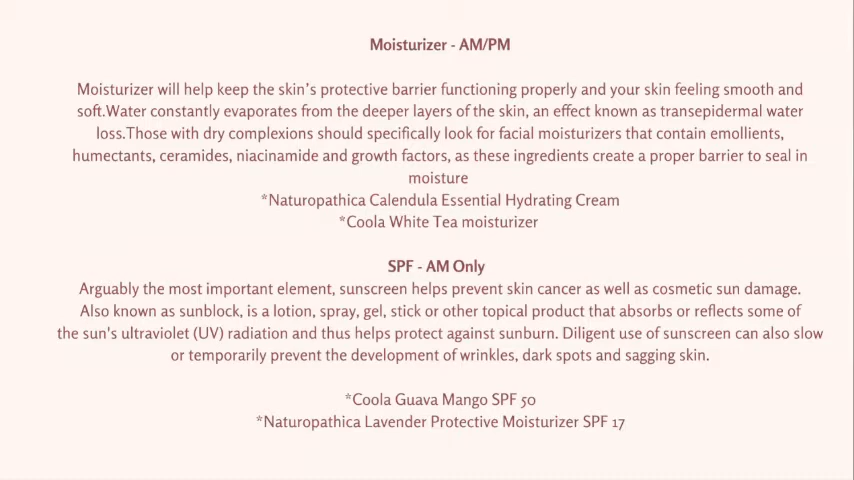 Moisturizer - AM/PM
Moisturizer will help keep the skin's protective barrier functioning properly and your skin feeling smooth and
soft.Water constantly evaporates from the deeper layers of the skin, an effect known as transepidermal water
loss.Those with dry complexions should specifically look for facial moisturizers that contain emollients,
humectants, ceramides, niacinamide and growth factors, as these ingredients create a proper barrier to seal in
moisture
*Naturopathica Calendula Essential Hydrating Cream
*Coola White Tea moisturizer
SPF - AM Only
Arguably the most important element, sunscreen helps prevent skin cancer as well as cosmetic sun damage.
Also known as sunblock, is a lotion, spray, gel, stick or other topical product that absorbs or reflects some of
the sun's ultraviolet (UV) radiation and thus helps protect against sunburn. Diligent use of sunscreen can also slow
or temporarily prevent the development of wrinkles, dark spots and sagging skin.
*Coola Guava Mango SPF 50
*Naturopathica Lavender Protective Moisturizer SPF 17